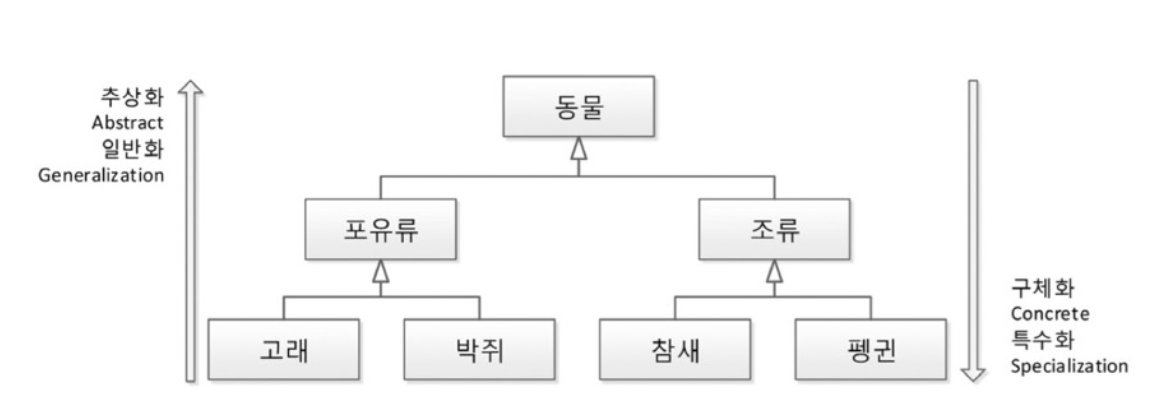 동물
추상화
Abstract
일반화
Generalization
포유류
조류
구체화
Concrete
특수화
Specialization
고래
박쥐
참새
펭귄